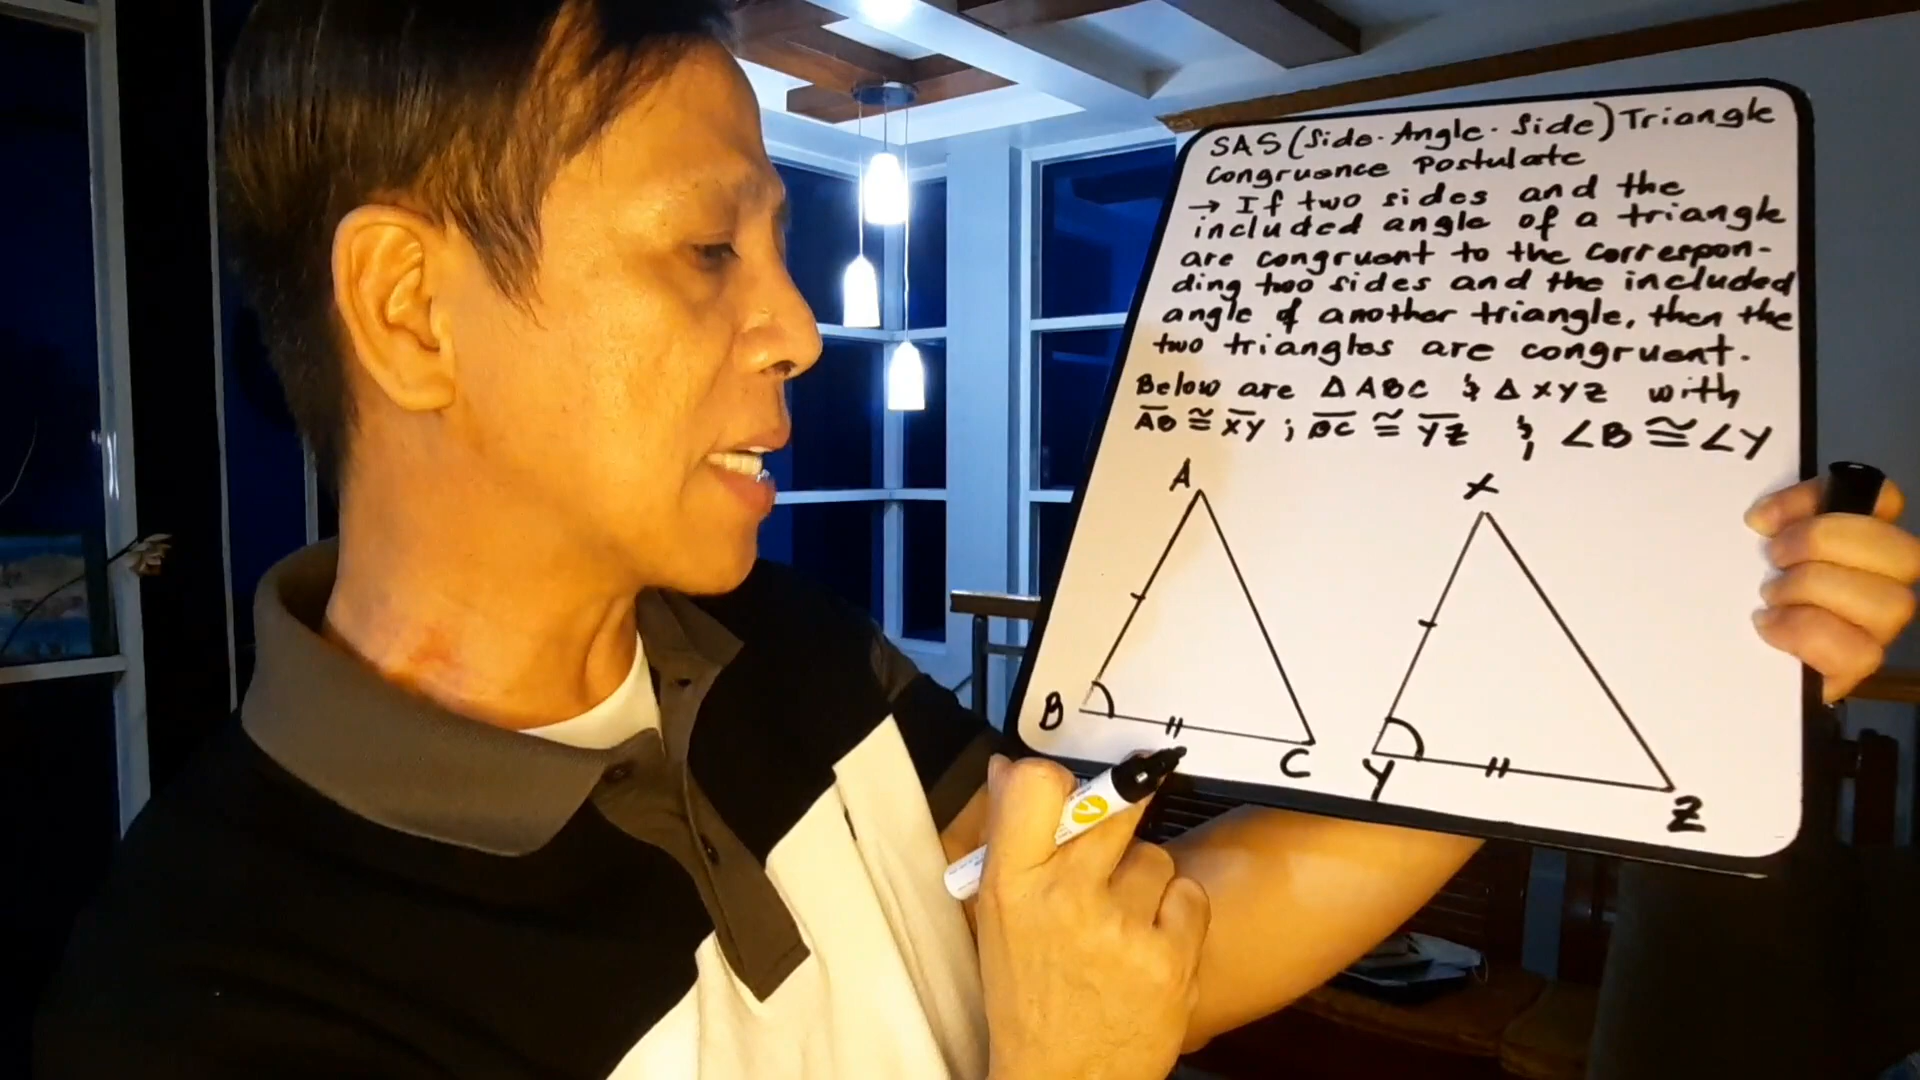 SAS (Side-Angle-Side) Triangle
Congruence Postulate
→ If two sides and the
included angle of a triangle
are congruent to the correspon-
ding two sides and the included
angle of another triangle, then the
two triangles are congruent.
Below are △ABC & △XYZ with
AB ≅ XY ; BC ≅ YZ & ∠B ≅ ∠Y
A X
B C Y Z